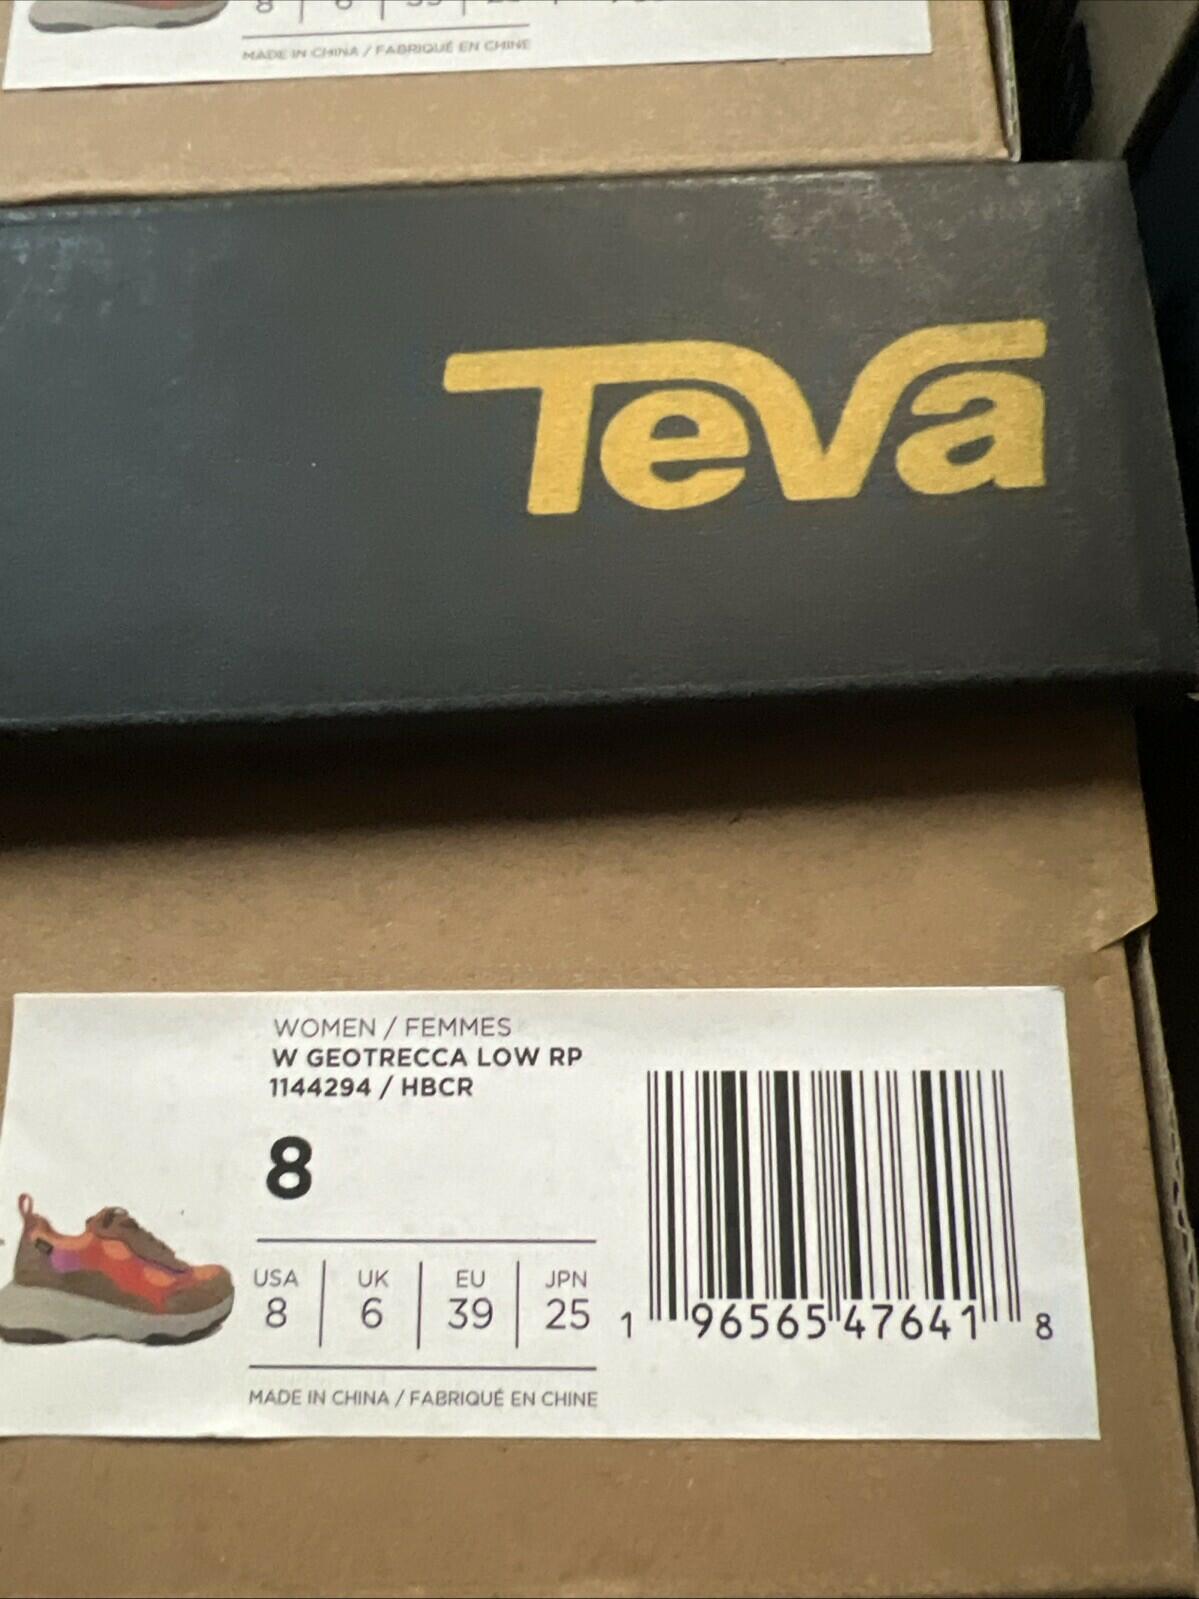 MADE IN CHINA / FABRIQUÉ EN CHINE
Teva
WOMEN / FEMMES
W GEOTRECCA LOW RP
1144294 / HBCR
8
USA | UK | EU | JPN
8 | 6 | 39 | 25
1 96565 47641 8
MADE IN CHINA / FABRIQUÉ EN CHINE